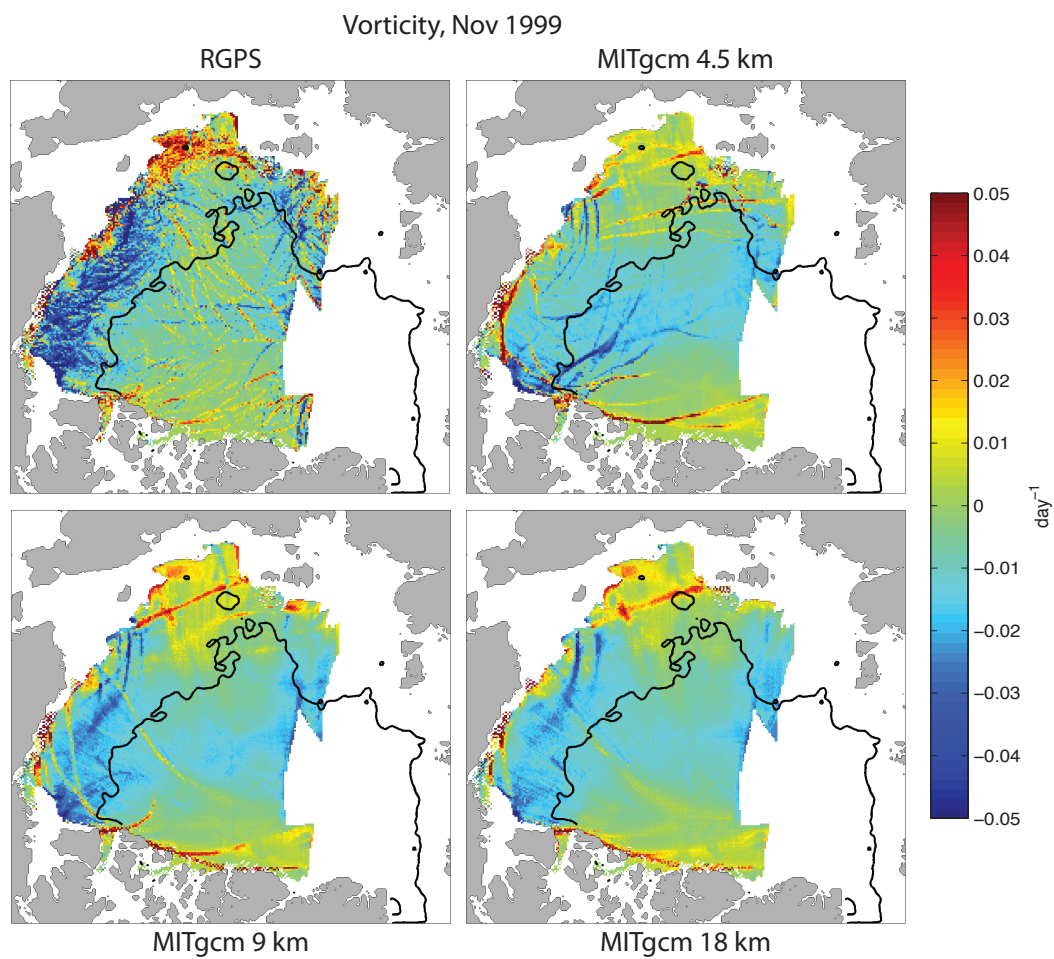 Vorticity, Nov 1999
RGPS
MITgcm 4.5 km
0.05
0.04
0.03
0.02
0.01
0
−0.01
−0.02
−0.03
−0.04
−0.05
day⁻¹
MITgcm 9 km
MITgcm 18 km